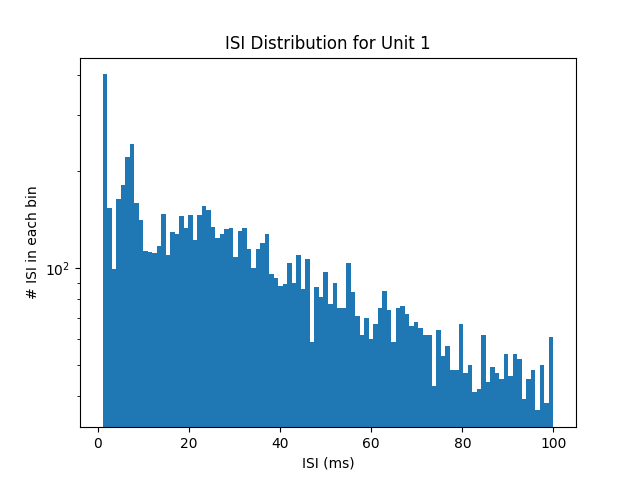 ISI Distribution for Unit 1
# ISI in each bin
10²
0 20 40 60 80 100
ISI (ms)